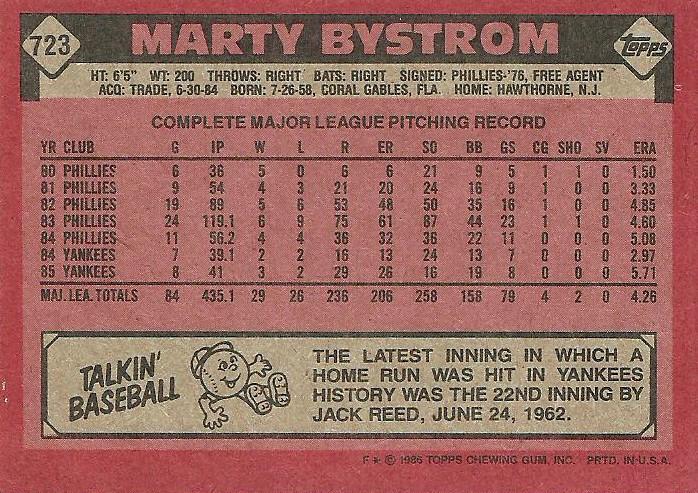 723 MARTY BYSTROM Topps
HT: 6'5" WT: 200 THROWS: RIGHT BATS: RIGHT SIGNED: PHILLIES-'76, FREE AGENT
ACQ: TRADE, 6-30-84 BORN: 7-26-58, CORAL GABLES, FLA. HOME: HAWTHORNE, N.J.
COMPLETE MAJOR LEAGUE PITCHING RECORD
YR CLUB G IP W L R ER SO BB GS CG SHO SV ERA
80 PHILLIES 6 36 5 0 6 6 21 9 5 1 1 0 1.50
81 PHILLIES 9 54 4 3 21 20 24 16 9 1 0 0 3.33
82 PHILLIES 19 89 5 6 53 48 50 35 16 1 0 0 4.85
83 PHILLIES 24 119.1 6 9 75 61 87 44 23 1 1 0 4.60
84 PHILLIES 11 56.2 4 4 36 32 36 22 11 0 0 0 5.08
84 YANKEES 7 39.1 2 2 16 13 24 13 7 0 0 0 2.97
85 YANKEES 8 41 3 2 29 26 16 19 8 0 0 0 5.71
MAJ. LEA. TOTALS 84 435.1 29 26 236 206 258 158 79 4 2 0 4.26
TALKIN'
BASEBALL
THE LATEST INNING IN WHICH A
HOME RUN WAS HIT IN YANKEES
HISTORY WAS THE 22ND INNING BY
JACK REED, JUNE 24, 1962.
F * © 1986 TOPPS CHEWING GUM, INC. PRTD. IN U.S.A.